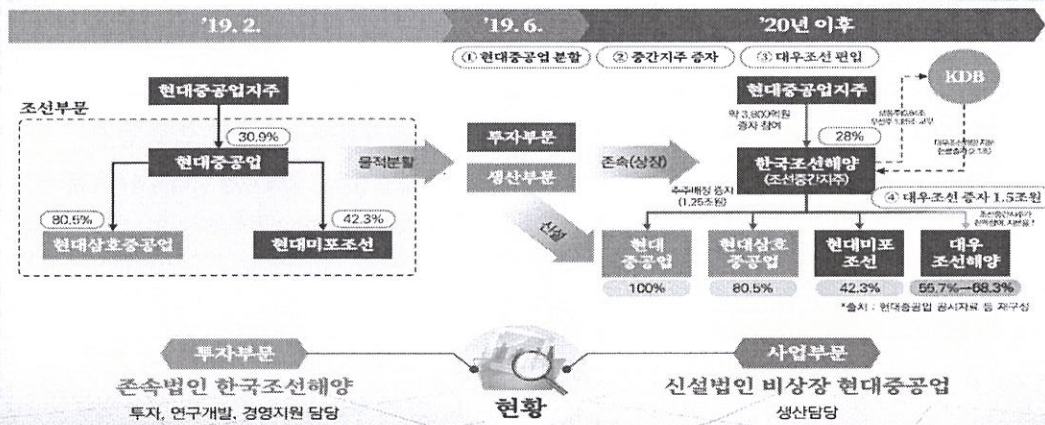 '19. 2.
'19. 6.
'20년 이후
① 현대중공업 분할
② 중간지주 증자
③ 대우조선 편입
현대중공업지주
조선부문
30.9%
현대중공업
80.5%
42.3%
현대삼호중공업
현대미포조선
물적분할
투자부문
생산부문
존속(상장)
신설
현대중공업지주
약 3,800억원
증자 참여
28%
KDB
한국조선해양
(조선중간지주)
주주배정 증자
(1.25조원)
④ 대우조선 증자 1.5조원
현대
중공업
100%
현대삼호
중공업
80.5%
현대미포
조선
42.3%
대우
조선해양
55.7%→68.3%
*출처 : 현대중공업 공시자료 등 재구성
투자부문
존속법인 한국조선해양
투자, 연구개발, 경영지원 담당
현황
사업부문
신설법인 비상장 현대중공업
생산담당